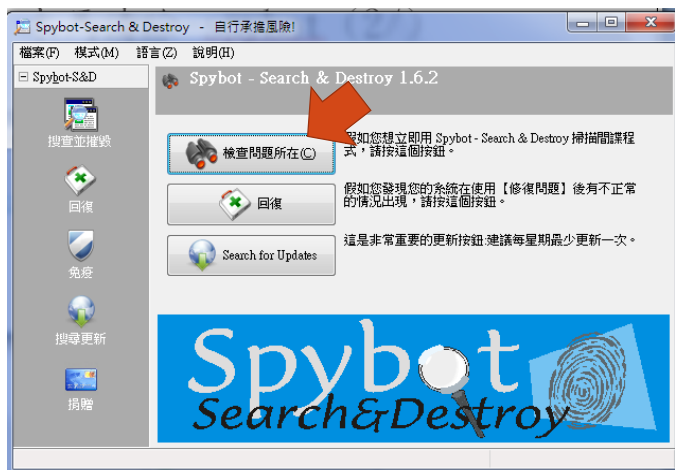 Spybot-Search & Destroy - 自行承擔風險!
檔案(F) 模式(M) 語言(Z) 說明(H)
Spybot-S&D
Spybot - Search & Destroy 1.6.2
搜查並摧毀
回復
免疫
搜尋更新
捐贈
檢查問題所在(C)
假如您想立即用 Spybot - Search & Destroy 掃描間諜程
式，請按這個按鈕。
回復
假如您發現您的系統在使用【修復問題】後有不正常
的情況出現，請按這個按鈕。
Search for Updates
這是非常重要的更新按鈕:建議每星期最少更新一次。
Spybot
Search&Destroy